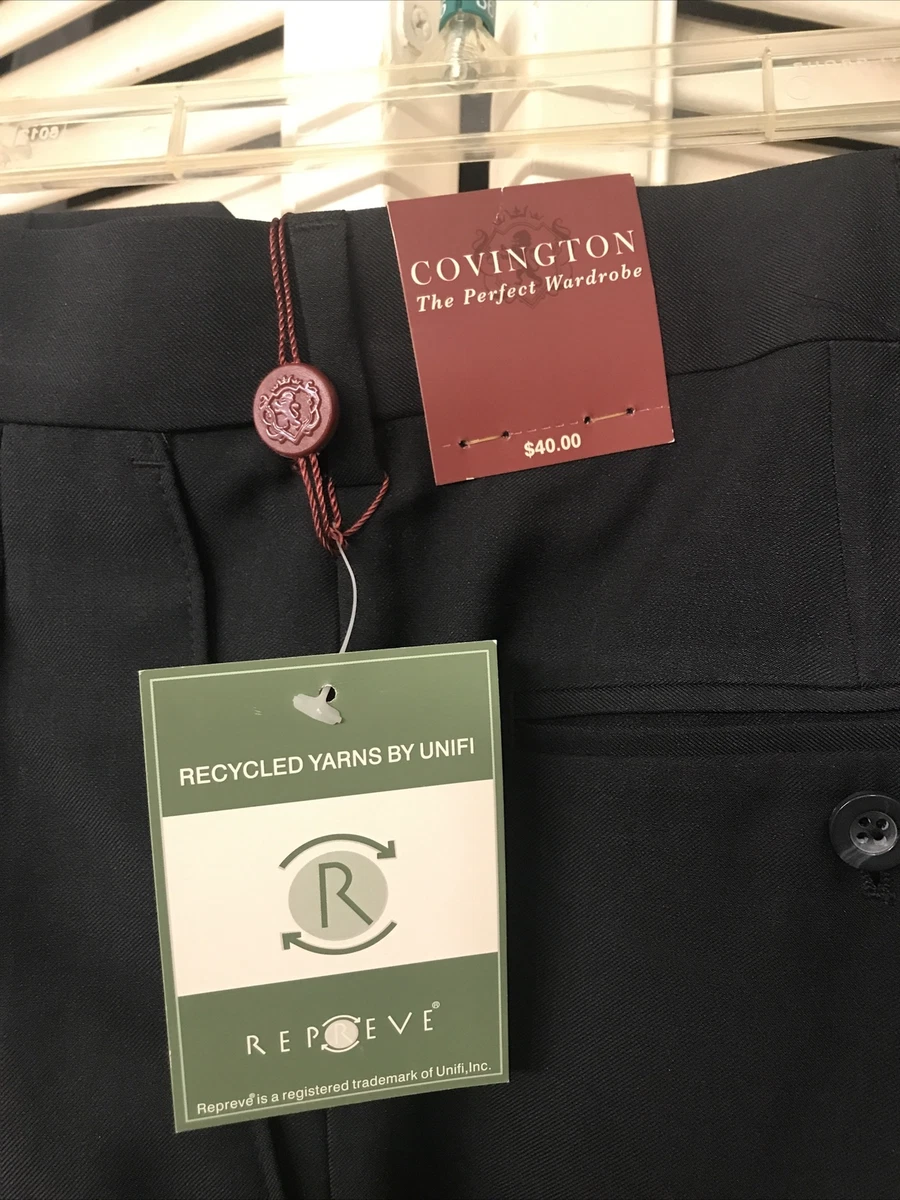 COVINGTON
The Perfect Wardrobe
$40.00
RECYCLED YARNS BY UNIFI
R
REPREVE®
Repreve® is a registered trademark of Unifi,Inc.